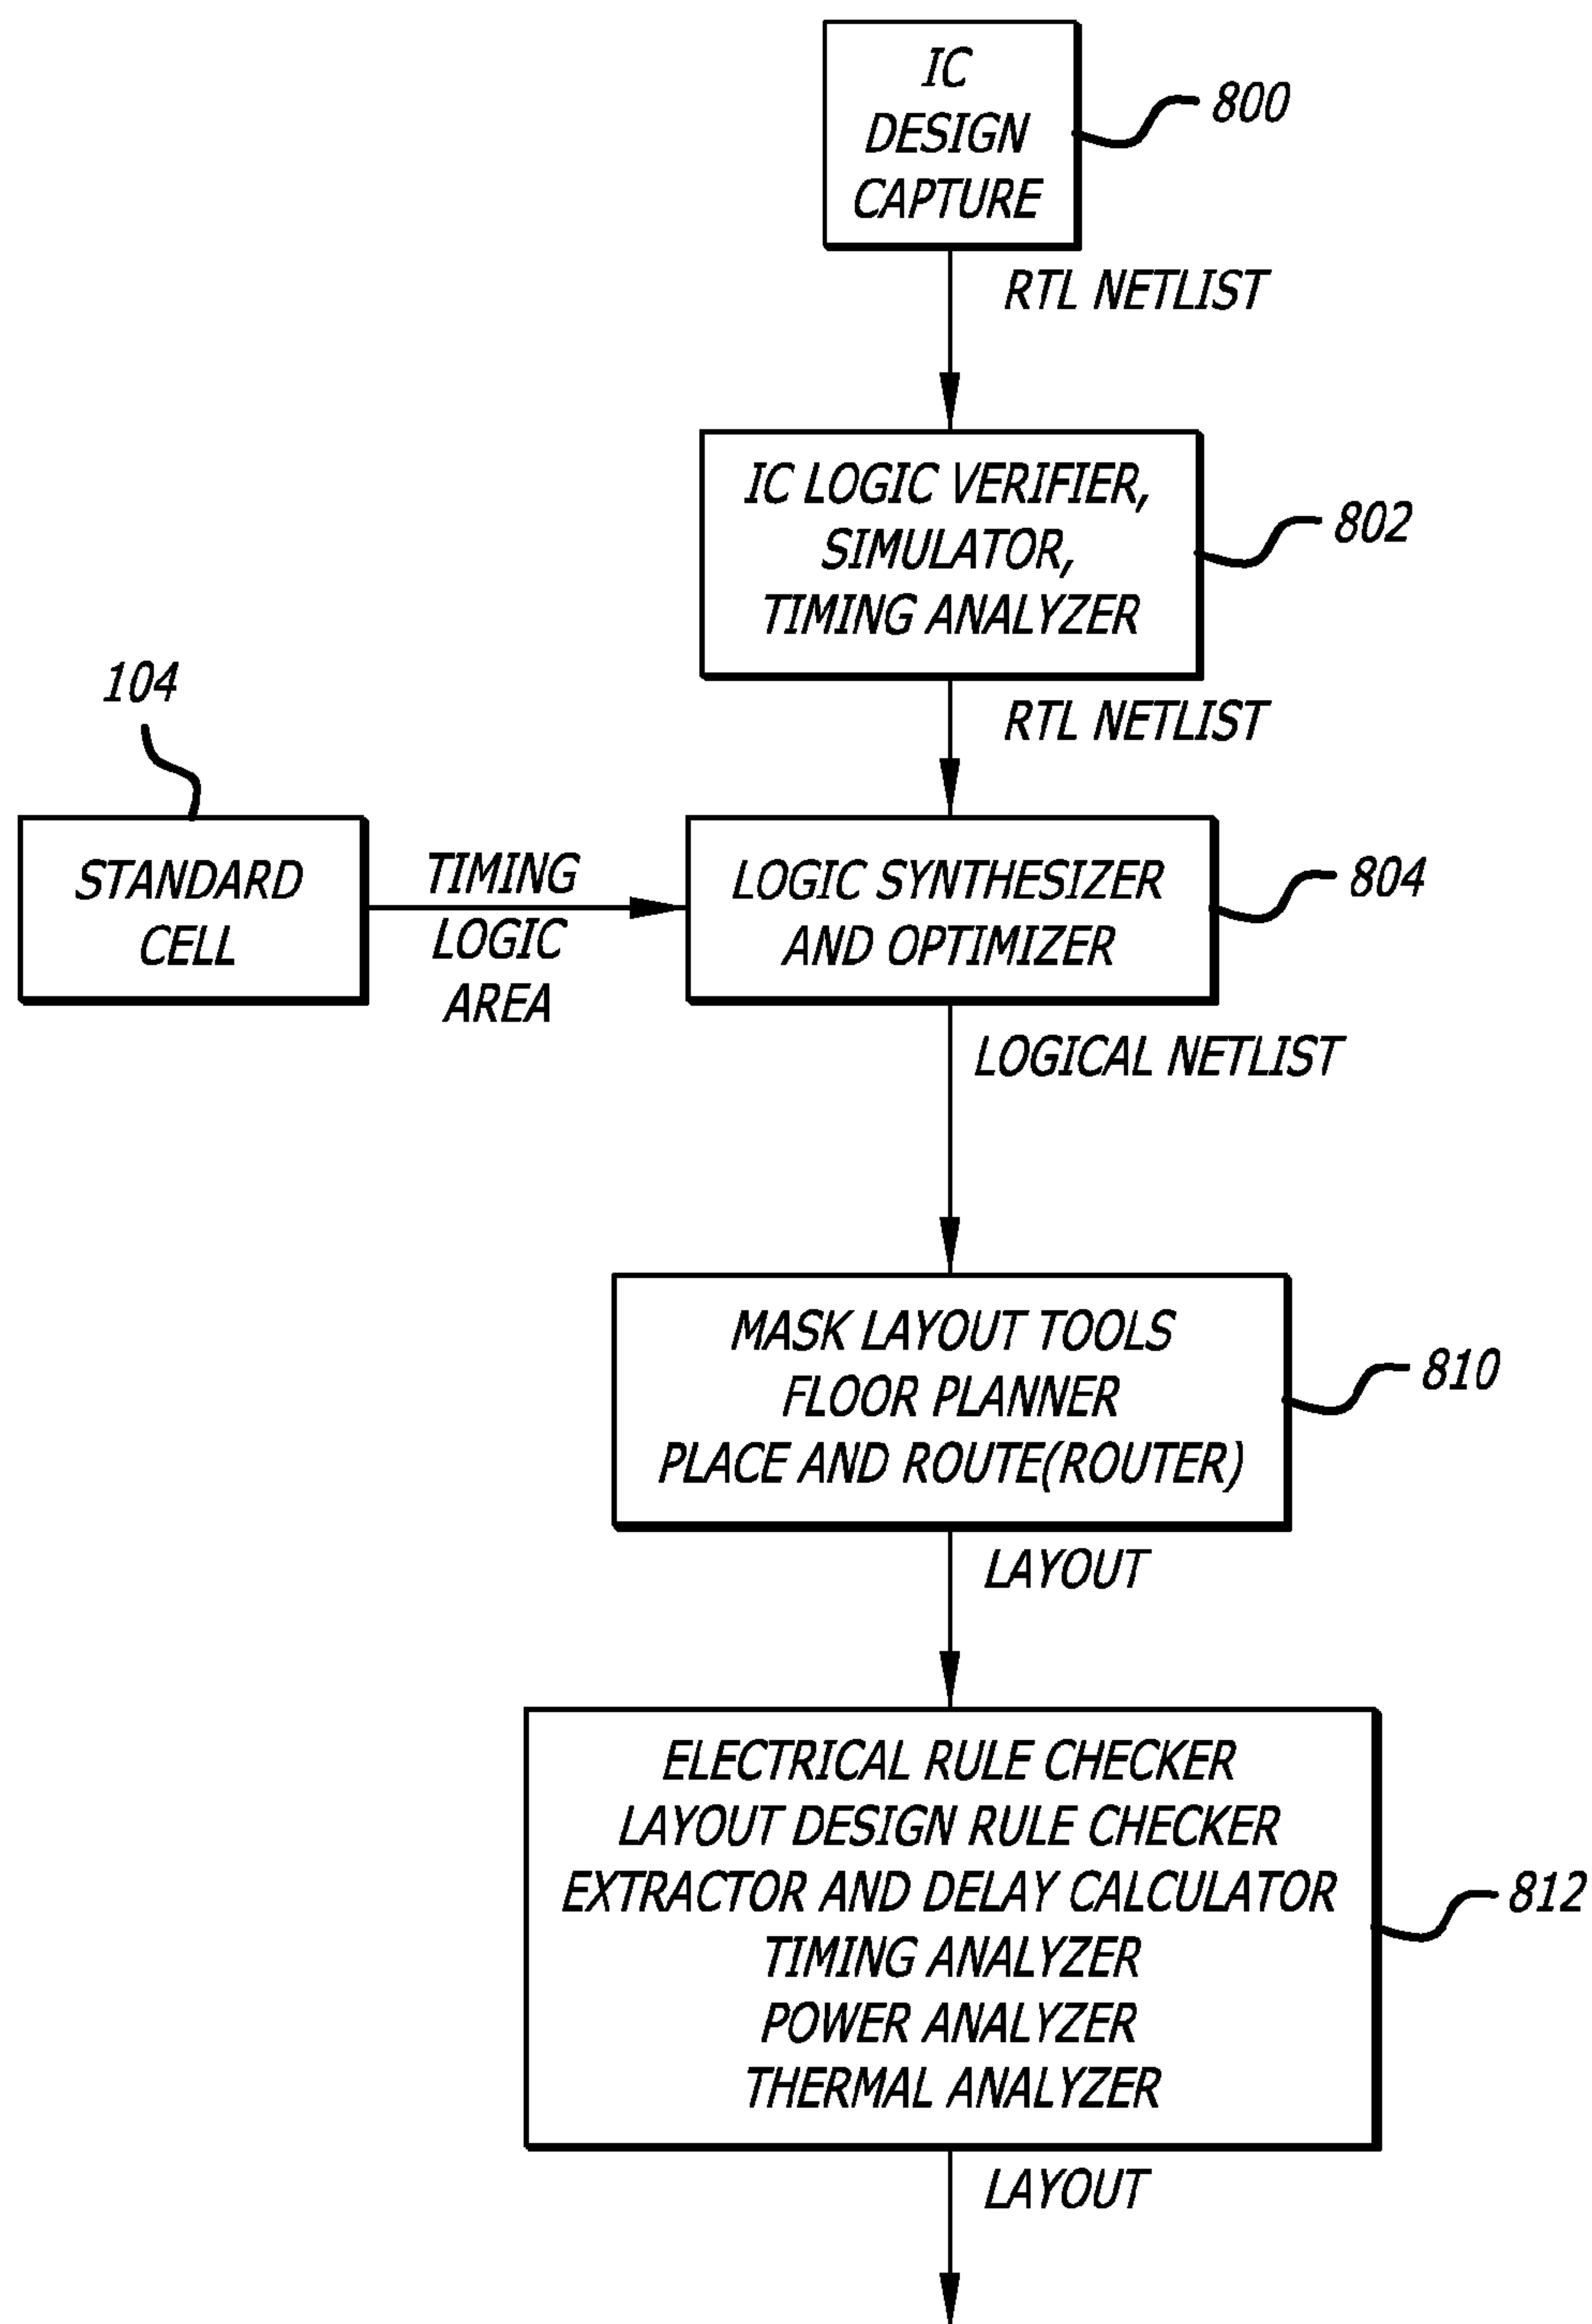 IC
DESIGN
CAPTURE
800
RTL NETLIST
IC LOGIC VERIFIER,
SIMULATOR,
TIMING ANALYZER
802
RTL NETLIST
104
STANDARD
CELL
TIMING
LOGIC
AREA
LOGIC SYNTHESIZER
AND OPTIMIZER
804
LOGICAL NETLIST
MASK LAYOUT TOOLS
FLOOR PLANNER
PLACE AND ROUTE(ROUTER)
810
LAYOUT
ELECTRICAL RULE CHECKER
LAYOUT DESIGN RULE CHECKER
EXTRACTOR AND DELAY CALCULATOR
TIMING ANALYZER
POWER ANALYZER
THERMAL ANALYZER
812
LAYOUT